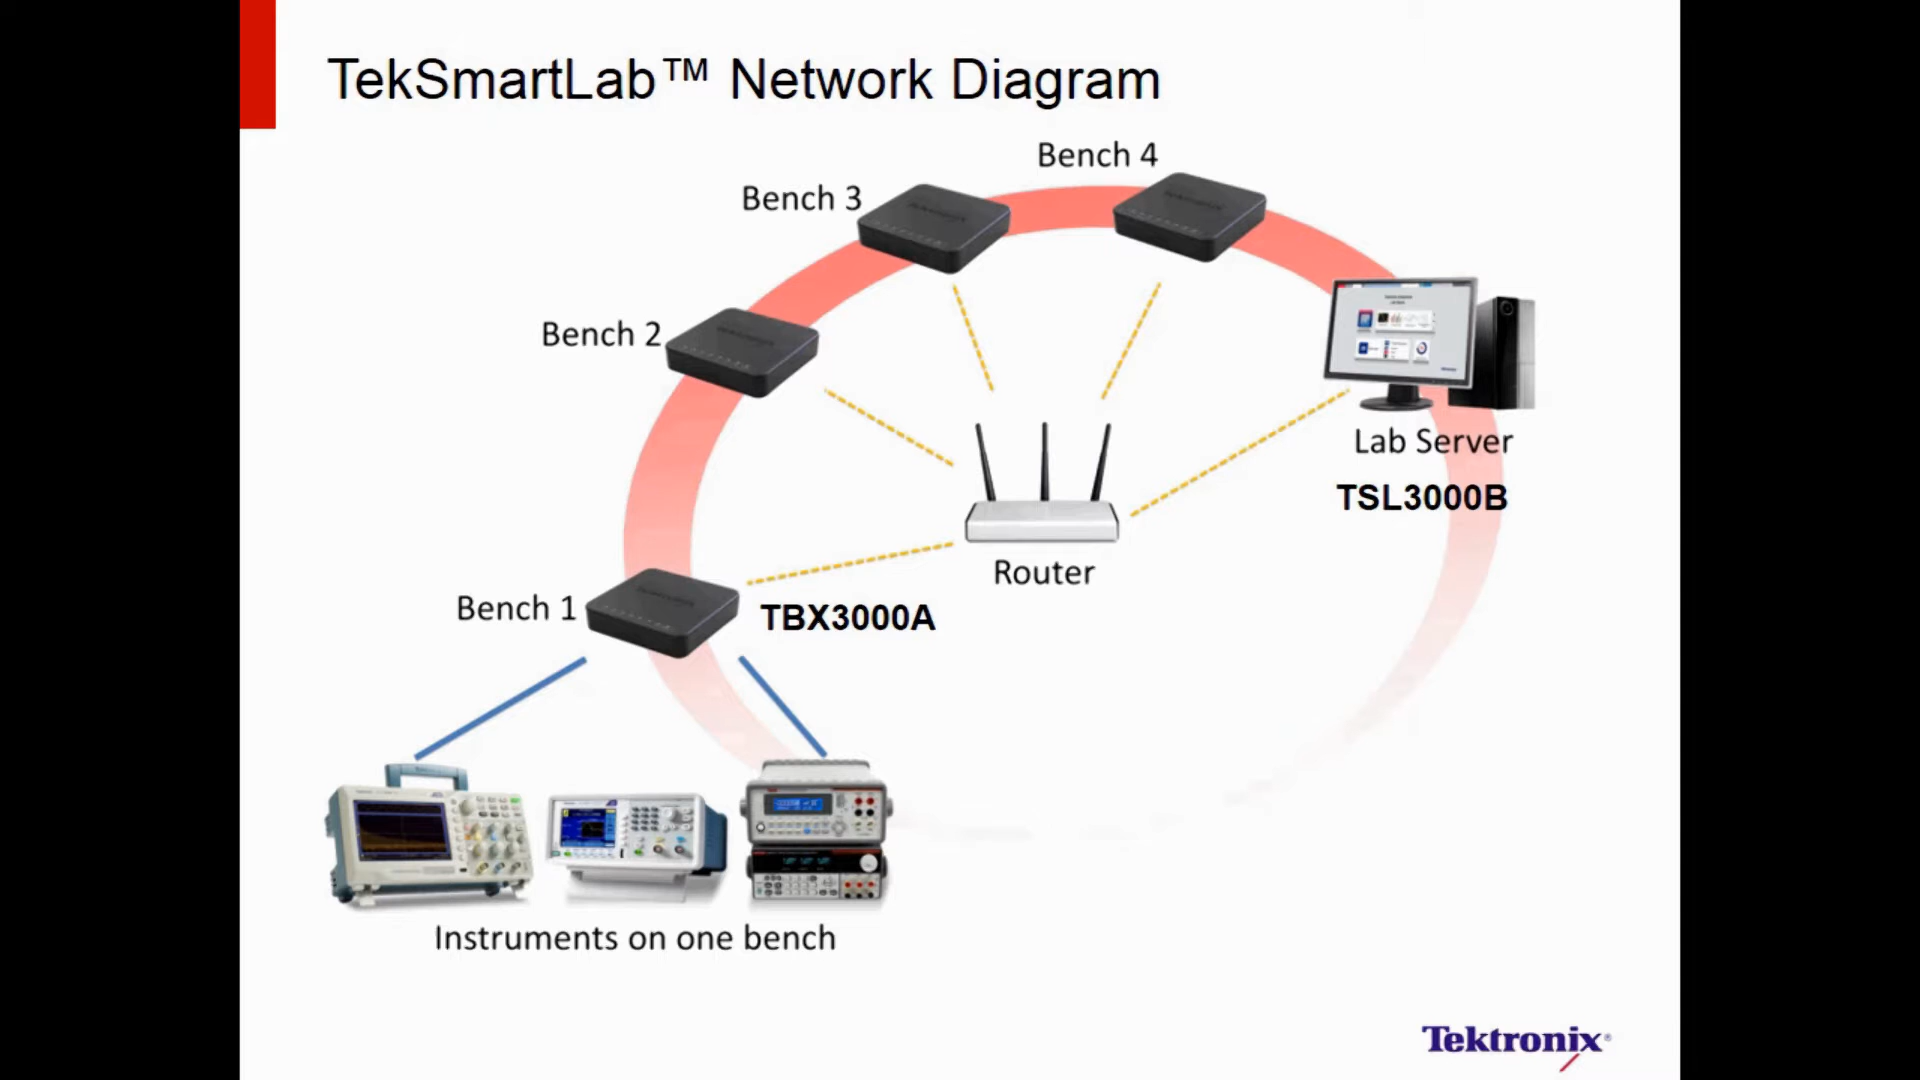 TekSmartLab™ Network Diagram
Bench 4
Bench 3
Bench 2
Lab Server
TSL3000B
Router
Bench 1
TBX3000A
Instruments on one bench
Tektronix®